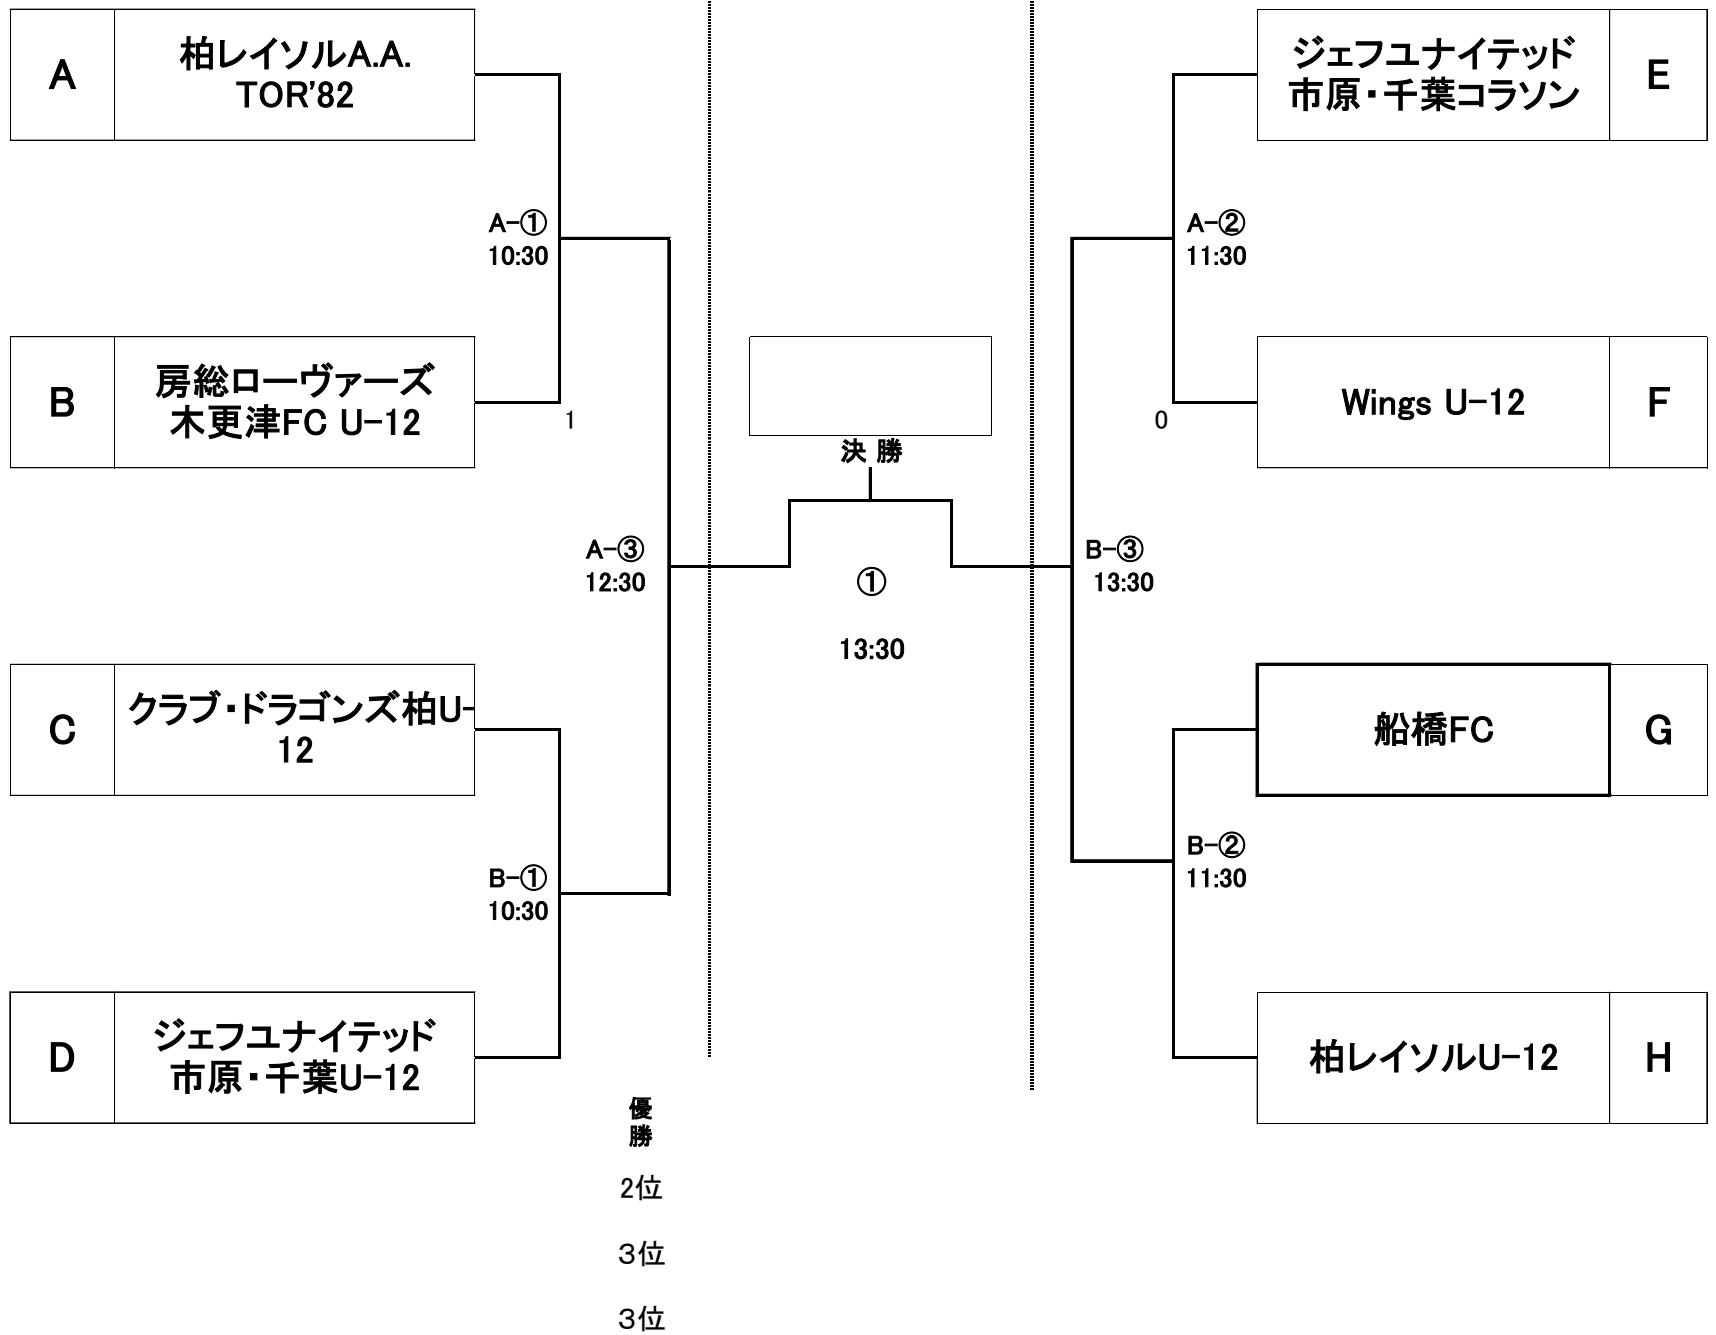 A
柏レイソルA.A.
TOR'82
ジェフユナイテッド
市原・千葉コラソン
E
A-①
10:30
A-②
11:30
B
房総ローヴァーズ
木更津FC U-12
1
決 勝
0
Wings U-12
F
A-③
12:30
①
13:30
B-③
13:30
C
クラブ・ドラゴンズ柏U-
12
船橋FC
G
B-①
10:30
B-②
11:30
D
ジェフユナイテッド
市原・千葉U-12
柏レイソルU-12
H
優
勝
2位
3位
3位